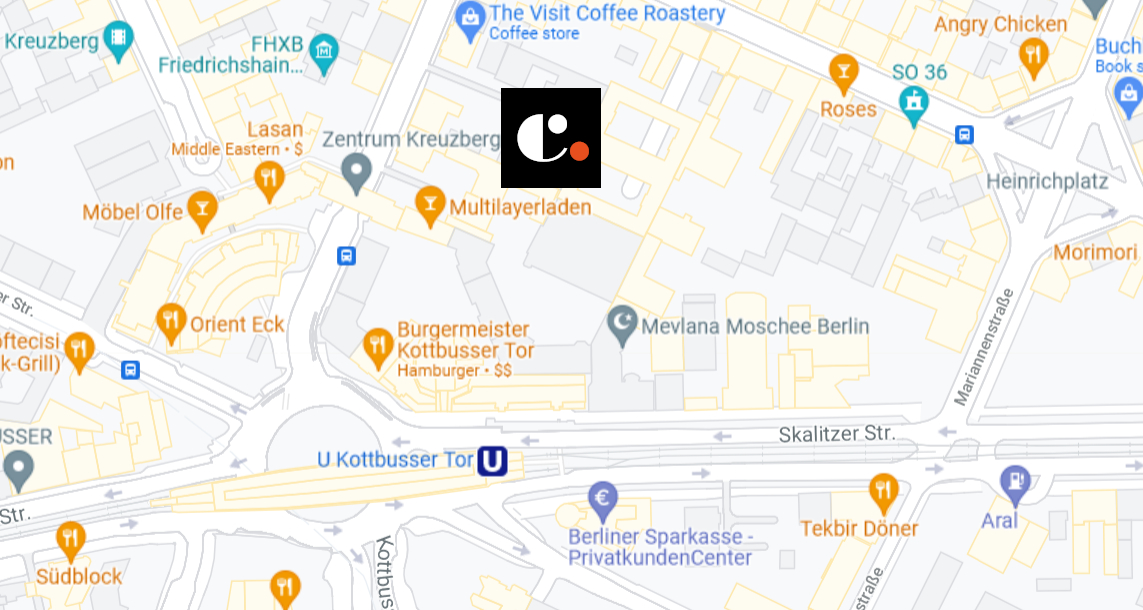 The Visit Coffee Roastery
Coffee store
Kreuzberg
FHXB
Friedrichshain...
Angry Chicken
Buch
Book s
SO 36
Roses
Lasan
Middle Eastern • $
Zentrum Kreuzberg
on
Heinrichplatz
Möbel Olfe
Multilayerladen
Morimori
er Str.
Orient Eck
Mevlana Moschee Berlin
Burgermeister
Kottbusser Tor
Hamburger • $$
oftecisi
k-Grill)
Mariannenstraße
USSER
Skalitzer Str.
U Kottbusser Tor
U
Str.
€
Berliner Sparkasse -
PrivatkundenCenter
Tekbir Döner
Aral
Südblock
Kottbus
straße